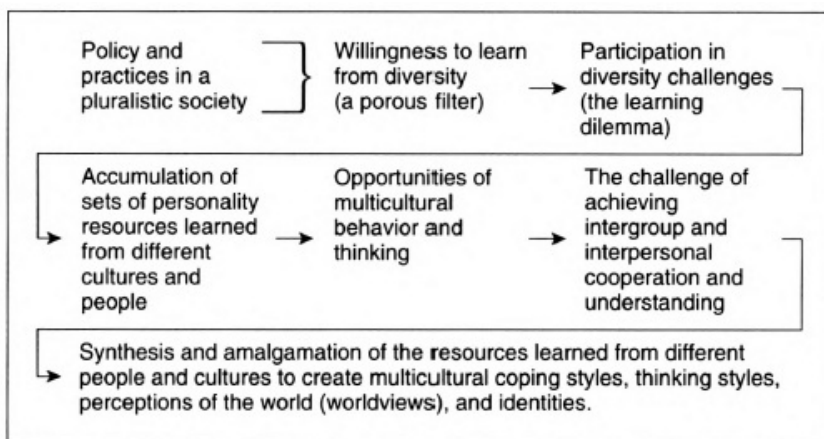 Policy and
practices in a
pluralistic society
Willingness to learn
from diversity
(a porous filter)
Participation in
diversity challenges
(the learning
dilemma)
Accumulation of
sets of personality
resources learned
from different
cultures and
people
Opportunities of
multicultural
behavior and
thinking
The challenge of
achieving
intergroup and
interpersonal
cooperation and
understanding
Synthesis and amalgamation of the resources learned from different
people and cultures to create multicultural coping styles, thinking styles,
perceptions of the world (worldviews), and identities.